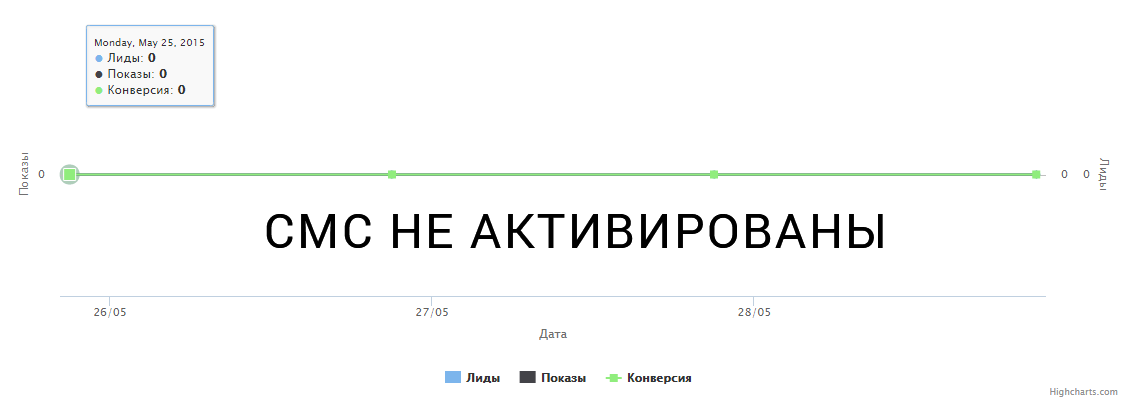 Monday, May 25, 2015
Лиды: 0
Показы: 0
Конверсия: 0
Показы
0
0
0
Лиды
СМС НЕ АКТИВИРОВАНЫ
26/05
27/05
28/05
Дата
Лиды
Показы
Конверсия
Highcharts.com